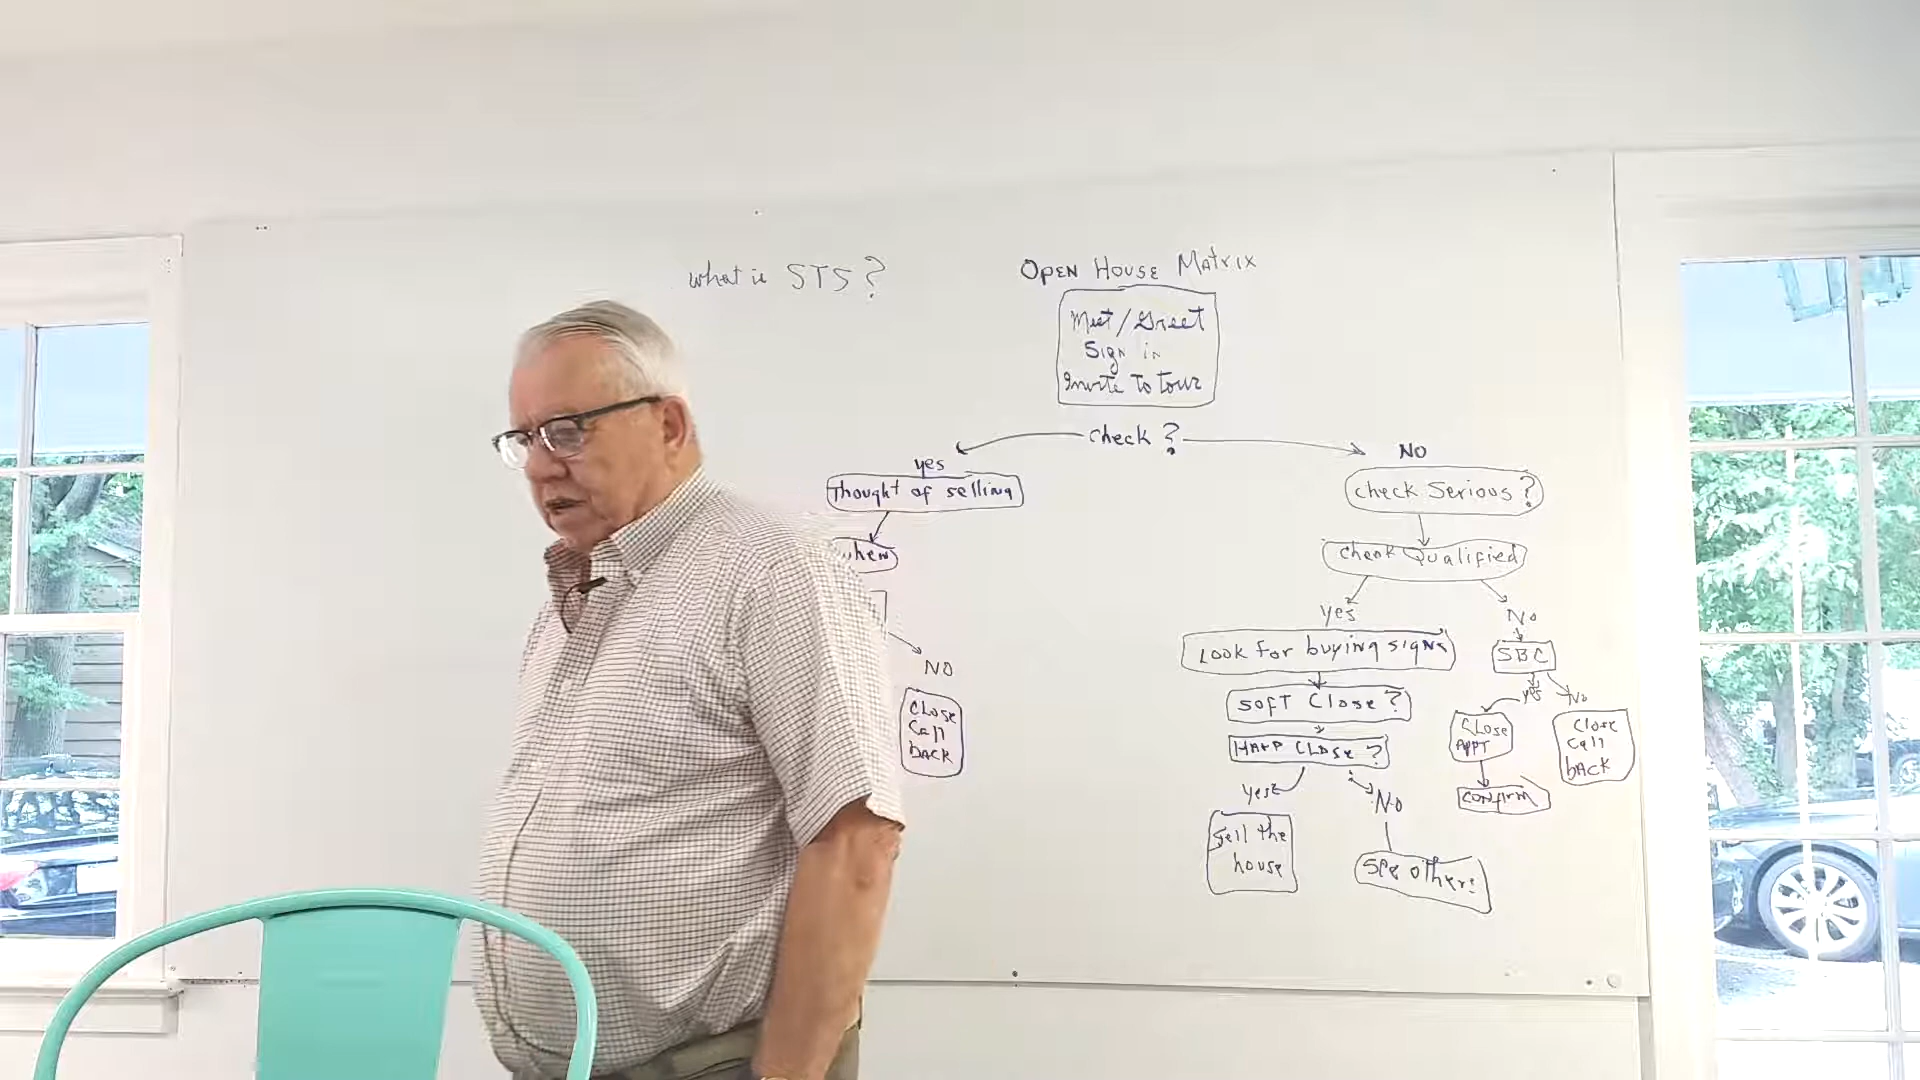 what is STS?
OPEN HOUSE MATRIX
Meet/Greet
Sign in
Invite To Tour
check?
yes
NO
Thought of selling
check Serious?
when
check Qualified
yes
No
NO
Look for buying signs
SBC
yes
No
CLose
Call
back
SOFT Close?
HARD CLOSE?
CLose
APPT
Close
Call
bACK
yes
No
confirm
Sell the
house
See others